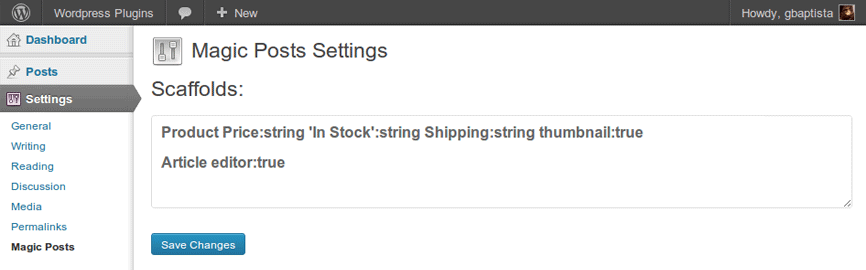 Wordpress Plugins + New Howdy, gbaptista
Dashboard
Posts
Settings
General
Writing
Reading
Discussion
Media
Permalinks
Magic Posts
Magic Posts Settings
Scaffolds:
Product Price:string 'In Stock':string Shipping:string thumbnail:true
Article editor:true
Save Changes